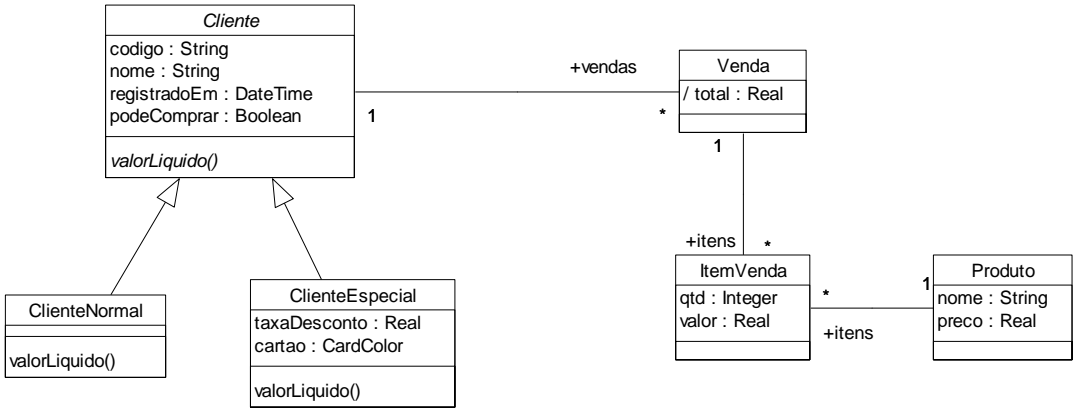 Cliente
codigo : String
nome : String
registradoEm : DateTime
podeComprar : Boolean
valorLiquido()
+vendas
1
*
Venda
/ total : Real
1
+itens
*
ClienteNormal
valorLiquido()
ClienteEspecial
taxaDesconto : Real
cartao : CardColor
valorLiquido()
ItemVenda
qtd : Integer
valor : Real
*
+itens
1
Produto
nome : String
preco : Real